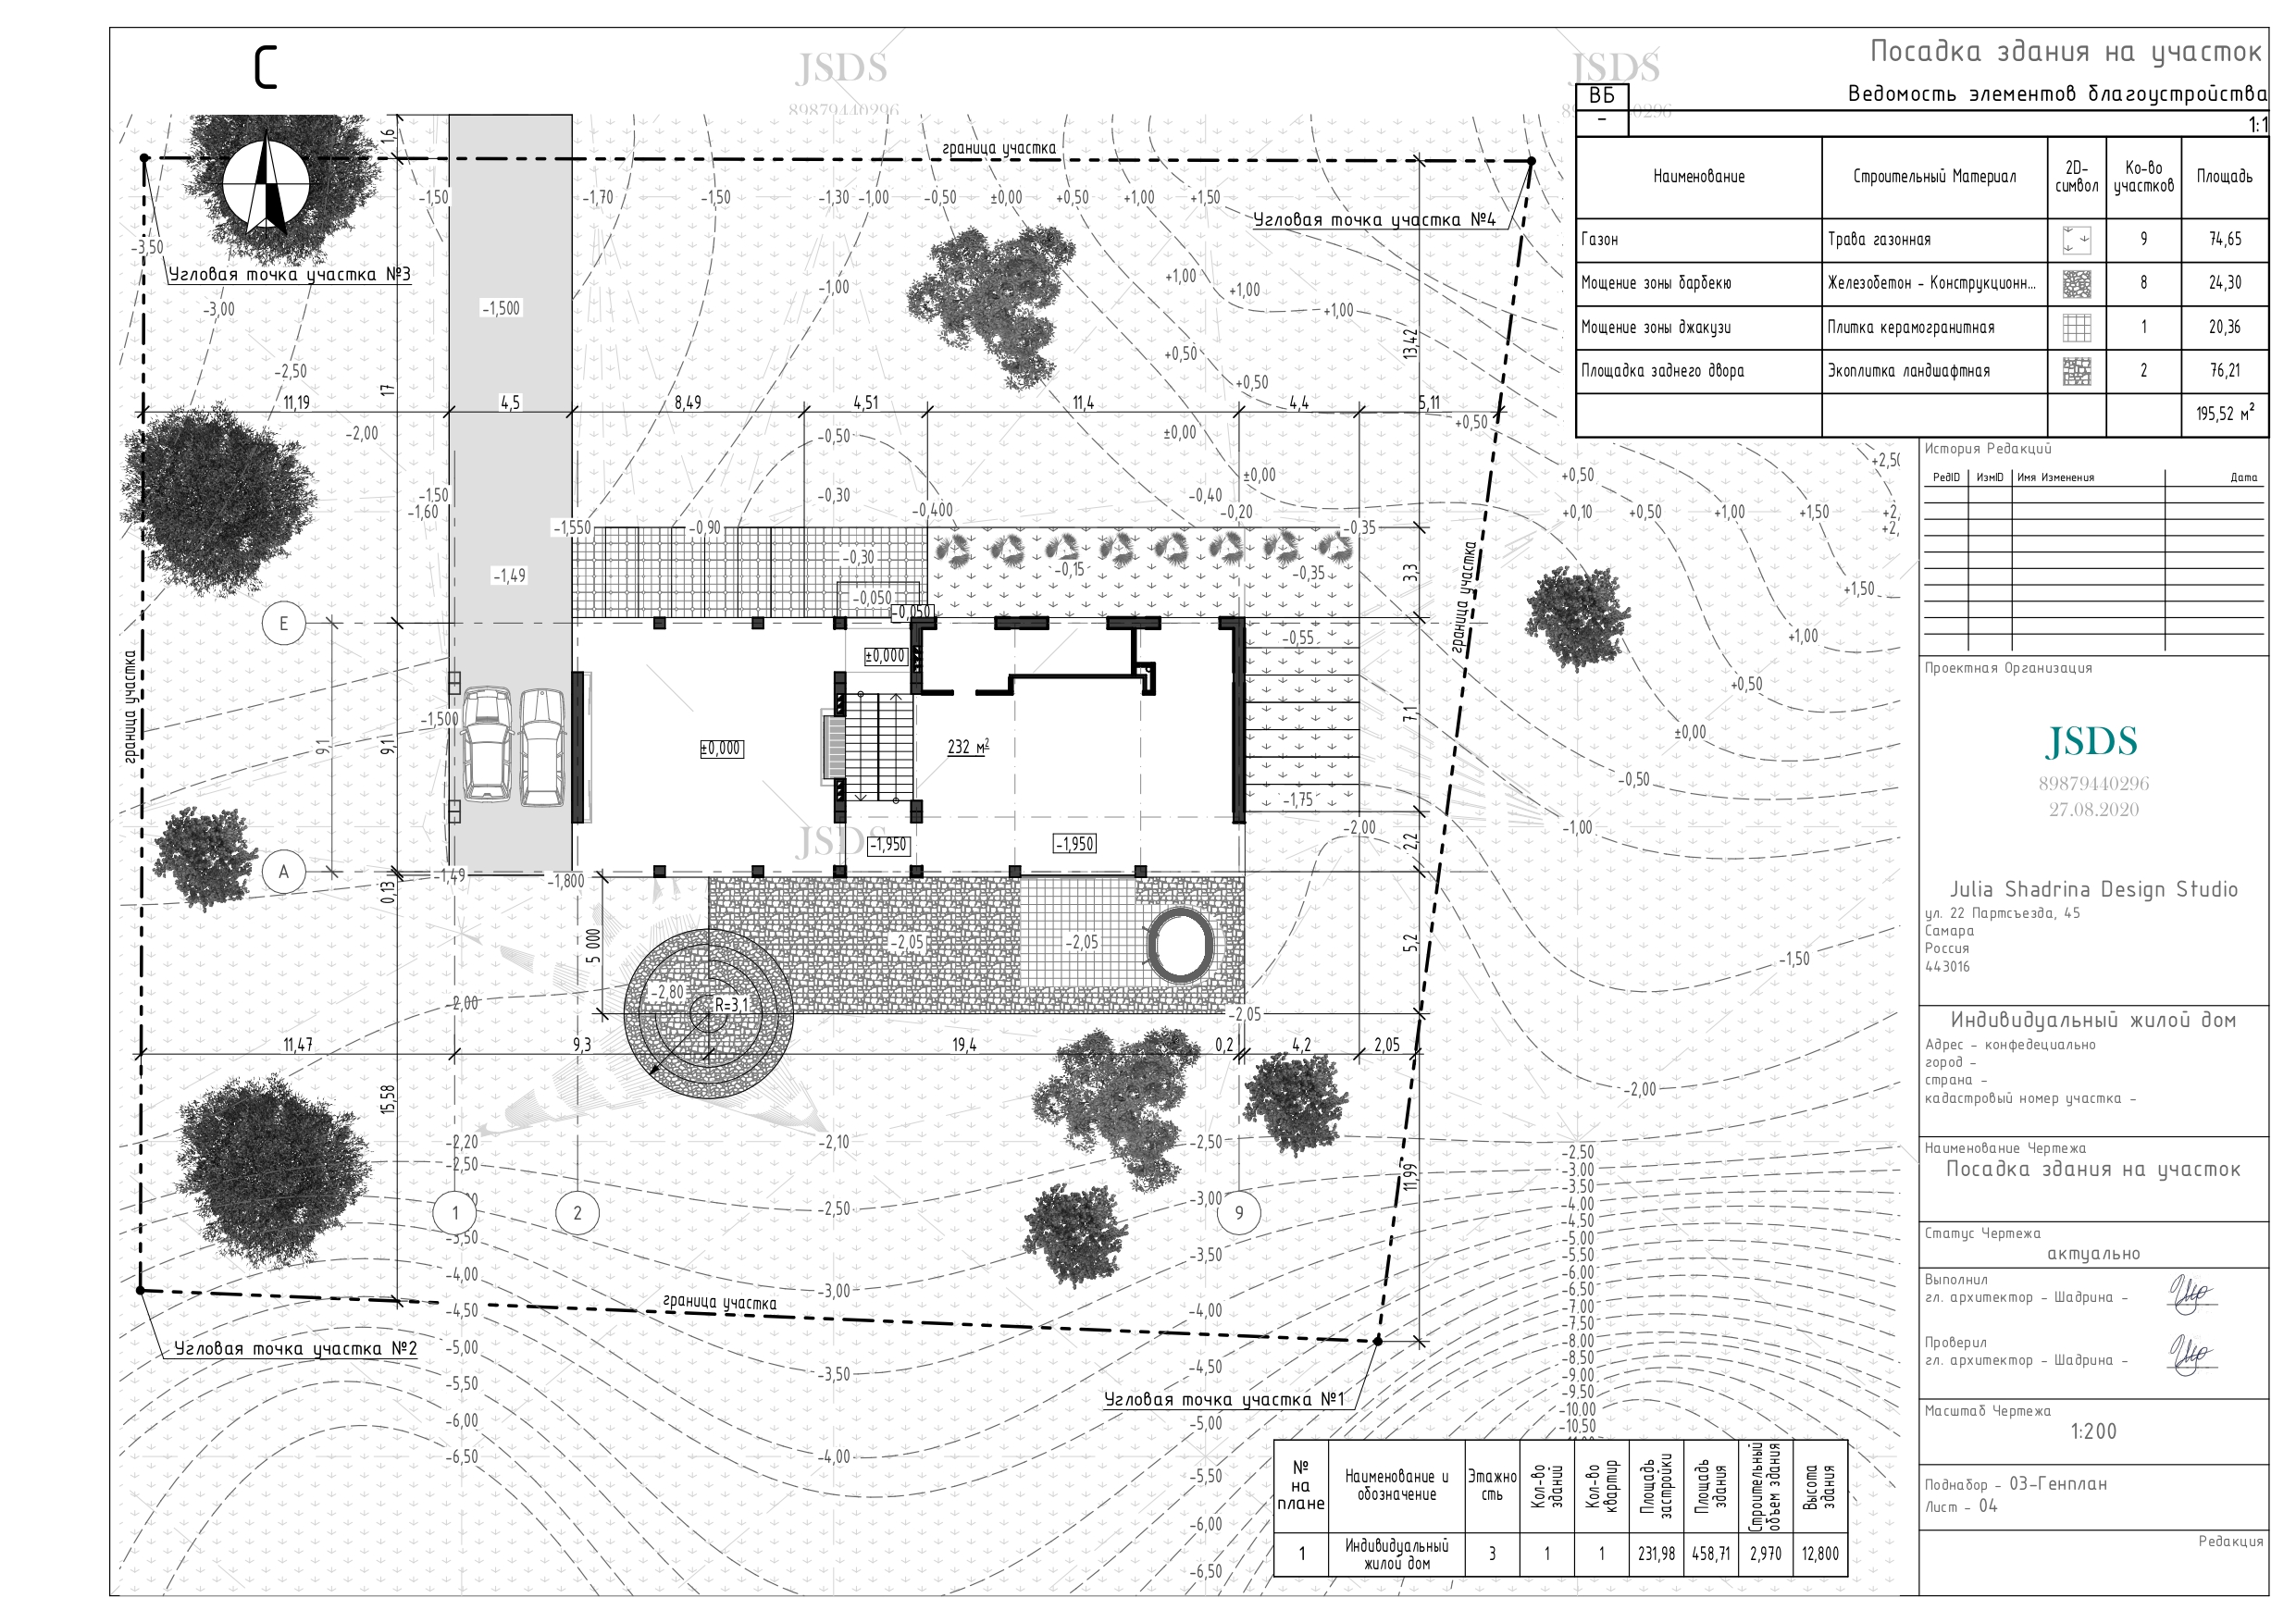 С
JSDS
89879440296
JSDS
Посадка здания на участок
ВБ
-
Ведомость элементов благоустройства
1:1
Наименование
Строительный Материал
2D-
символ
Ко-во
участков
Площадь
Газон
Трава газонная
9
74,65
Мощение зоны барбекю
Железобетон - Конструкционн...
8
24,30
Мощение зоны джакузи
Плитка керамогранитная
1
20,36
Площадка заднего двора
Экоплитка ландшафтная
2
76,21
195,52 м²
граница участка
1,6
-1,50
-1,70
-1,50
-1,30
-1,00
-0,50
±0,00
+0,50
+1,00
+1,50
Угловая точка участка №4
-3,50
Угловая точка участка №3
-3,00
-1,500
-1,00
+1,00
+1,00
+1,00
13,42
+0,50
-2,50
17
+0,50
11,19
4,5
8,49
4,51
11,4
4,4
5,11
+0,50
-2,00
-0,50
±0,00
±0,00
+0,50
+2,50
-1,50
-0,30
-0,40
-1,60
-0,400
-0,20
+0,10
+0,50
+1,00
+1,50
-1,550
-0,90
-0,35
-0,30
-0,15
-0,35
3,3
-1,49
-0,050
-0,050
+1,50
граница участка
Е
-0,55
+1,00
±0,000
+0,50
граница участка
-1,500
9,1
9,1
±0,000
232 м²
7,1
±0,00
-0,50
-1,75
-2,00
-1,00
JSDS
-1,950
-1,950
2,2
А
0,13
-1,49
-1,800
5 000
-2,05
-2,05
5,2
-1,50
-2,80
R=3,1
-2,00
-2,05
11,47
9,3
19,4
0,2
4,2
2,05
15,58
-2,00
-2,20
-2,10
-2,50
-2,50
11,99
-3,00
1
2
9
-2,50
-3,50
-3,50
-4,00
-3,00
-4,00
-4,50
граница участка
Угловая точка участка №2
-5,00
-3,50
-4,50
-5,50
Угловая точка участка №1
-6,00
-5,00
-6,50
-4,00
-5,50
-6,00
-6,50
-2,50
-3,00
-3,50
-4,00
-4,50
-5,00
-5,50
-6,00
-6,50
-7,00
-7,50
-8,00
-8,50
-9,00
-9,50
-10,00
-10,50
№
на
плане
Наименование и
обозначение
Этажно
сть
Кол-во
зданий
Кол-во
квартир
Площадь
застройки
Площадь
здания
Строительный
объем здания
Высота
здания
1
Индивидуальный
жилой дом
3
1
1
231,98
458,71
2,970
12,800
История Редакций
РедID
ИзмID
Имя Изменения
Дата
Проектная Организация
JSDS
89879440296
27.08.2020
Julia Shadrina Design Studio
ул. 22 Партсъезда, 45
Самара
Россия
443016
Индивидуальный жилой дом
Адрес - конфедециально
город -
страна -
кадастровый номер участка -
Наименование Чертежа
Посадка здания на участок
Статус Чертежа
актуально
Выполнил
гл. архитектор - Шадрина -
Проверил
гл. архитектор - Шадрина -
Масштаб Чертежа
1:200
Поднабор - 03-Генплан
Лист - 04
Редакция